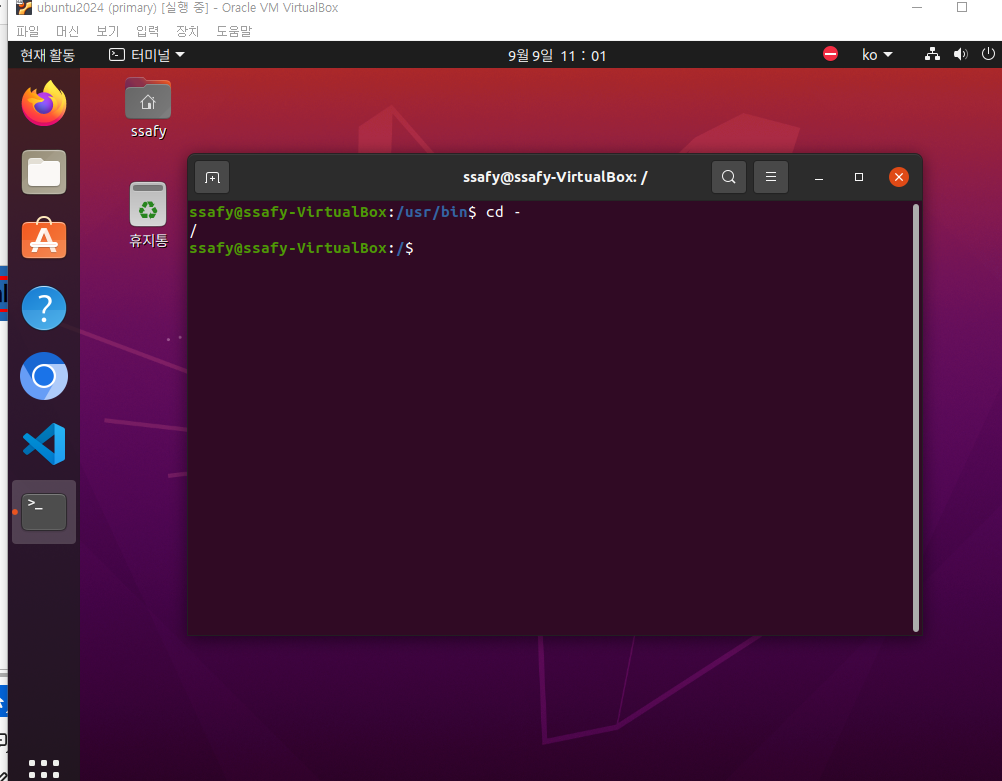 ubuntu2024 (primary) [실행 중] - Oracle VM VirtualBox
파일 머신 보기 입력 장치 도움말
현재 활동 터미널 9월 9일 11 : 01 ko
ssafy
휴지통
ssafy@ssafy-VirtualBox: /
ssafy@ssafy-VirtualBox:/usr/bin$ cd -
/
ssafy@ssafy-VirtualBox:/$